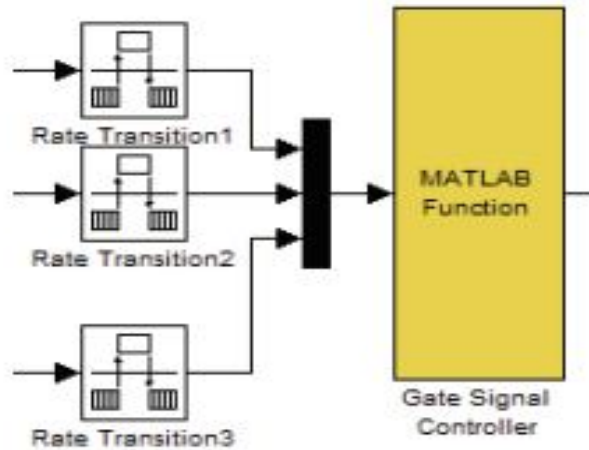 Rate Transition1
Rate Transition2
Rate Transition3
MATLAB
Function
Gate Signal
Controller